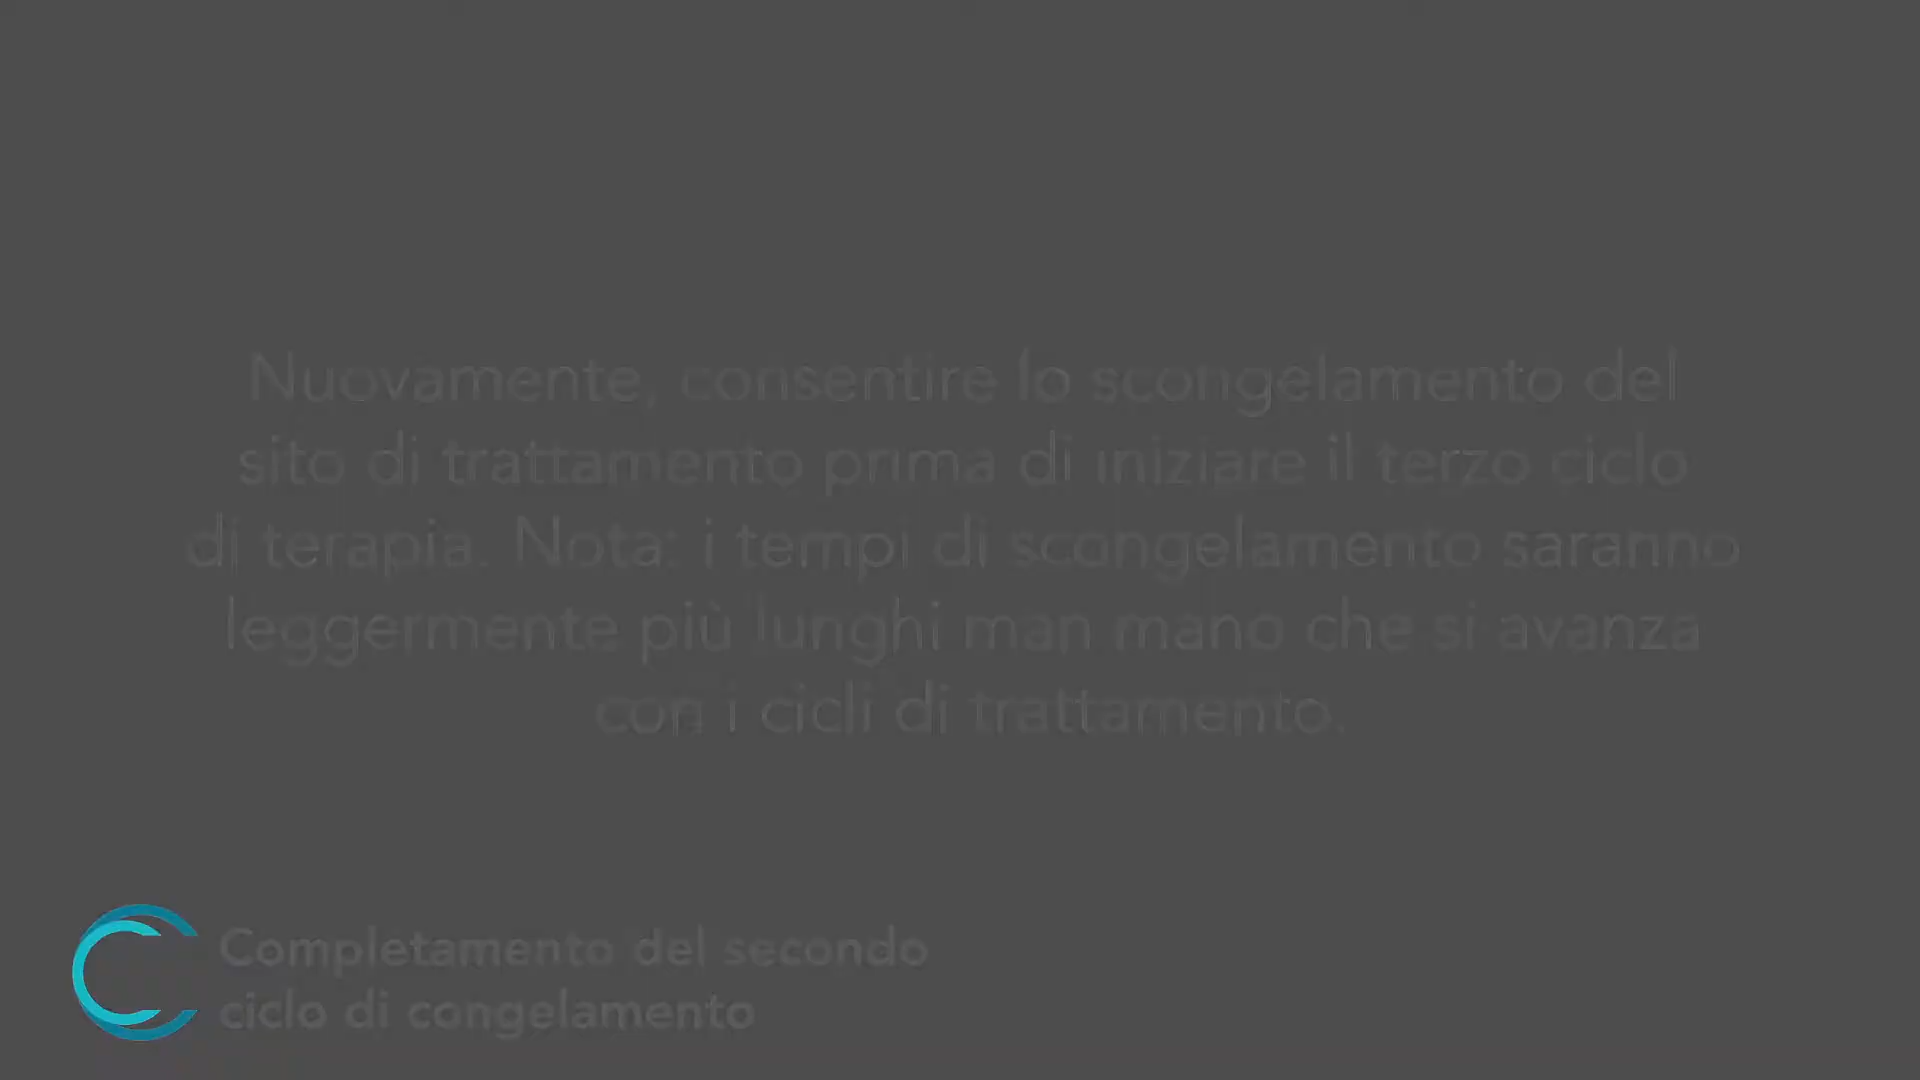 Nuovamente, consentire lo scongelamento del
sito di trattamento prima di iniziare il terzo ciclo
di terapia. Nota: i tempi di scongelamento saranno
leggermente più lunghi man mano che si avanza
con i cicli di trattamento.
Completamento del secondo
ciclo di congelamento